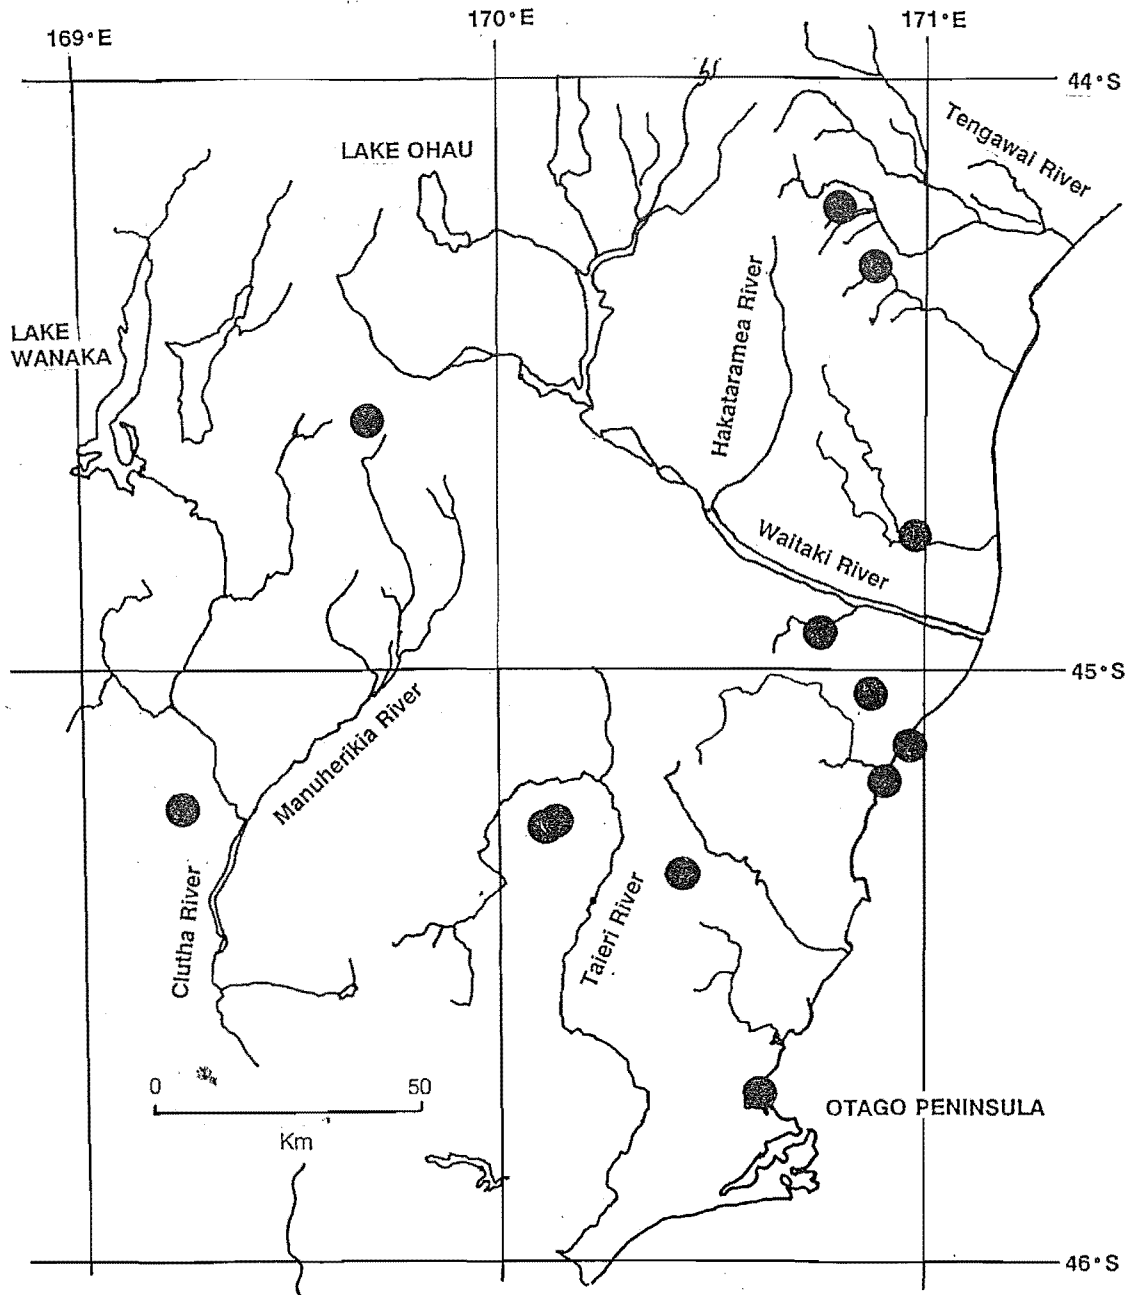 169°E
170°E
171°E
44°S
Tengawai River
LAKE OHAU
LAKE
WANAKA
Hakataramea River
Waitaki River
45°S
Manuherikia River
Clutha River
Taieri River
0 50
Km
OTAGO PENINSULA
46°S